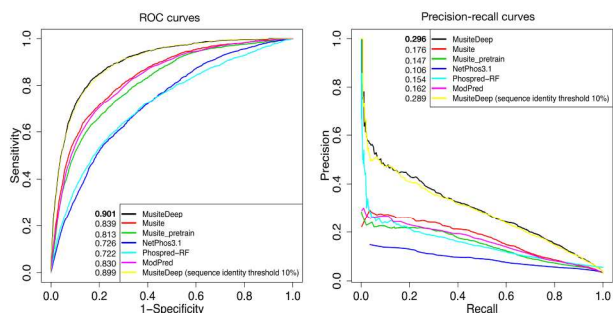 ROC curves
Sensitivity
1.0
0.8
0.6
0.4
0.2
0.0
0.901 MusiteDeep
0.839 Musite
0.813 Musite_pretrain
0.726 NetPhos3.1
0.722 Phospred-RF
0.830 ModPred
0.899 MusiteDeep (sequence identity threshold 10%)
0.0 0.2 0.4 0.6 0.8 1.0
1-Specificity
Precision-recall curves
Precision
1.0
0.8
0.6
0.4
0.2
0.0
0.296 MusiteDeep
0.176 Musite
0.147 Musite_pretrain
0.106 NetPhos3.1
0.154 Phospred-RF
0.162 ModPred
0.289 MusiteDeep (sequence identity threshold 10%)
0.0 0.2 0.4 0.6 0.8 1.0
Recall